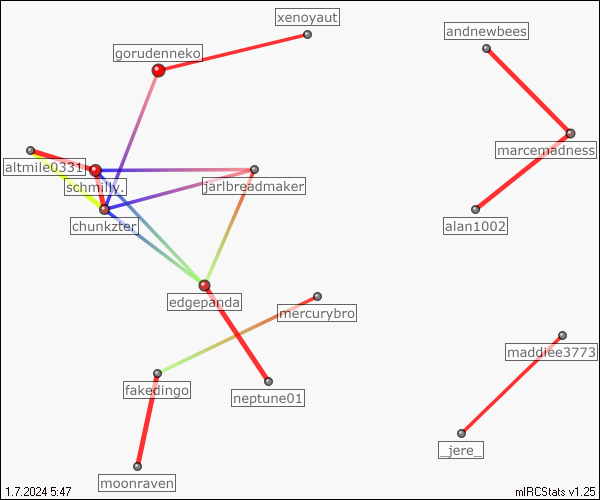 xenoyaut
andnewbees
gorudenneko
marcemadness
altmile0331
schmilly.
jarlbreadmaker
chunkzter
alan1002
edgepanda
mercurybro
maddiee3773
fakedingo
neptune01
_jere_
moonraven
1.7.2024 5:47
mIRCStats v1.25